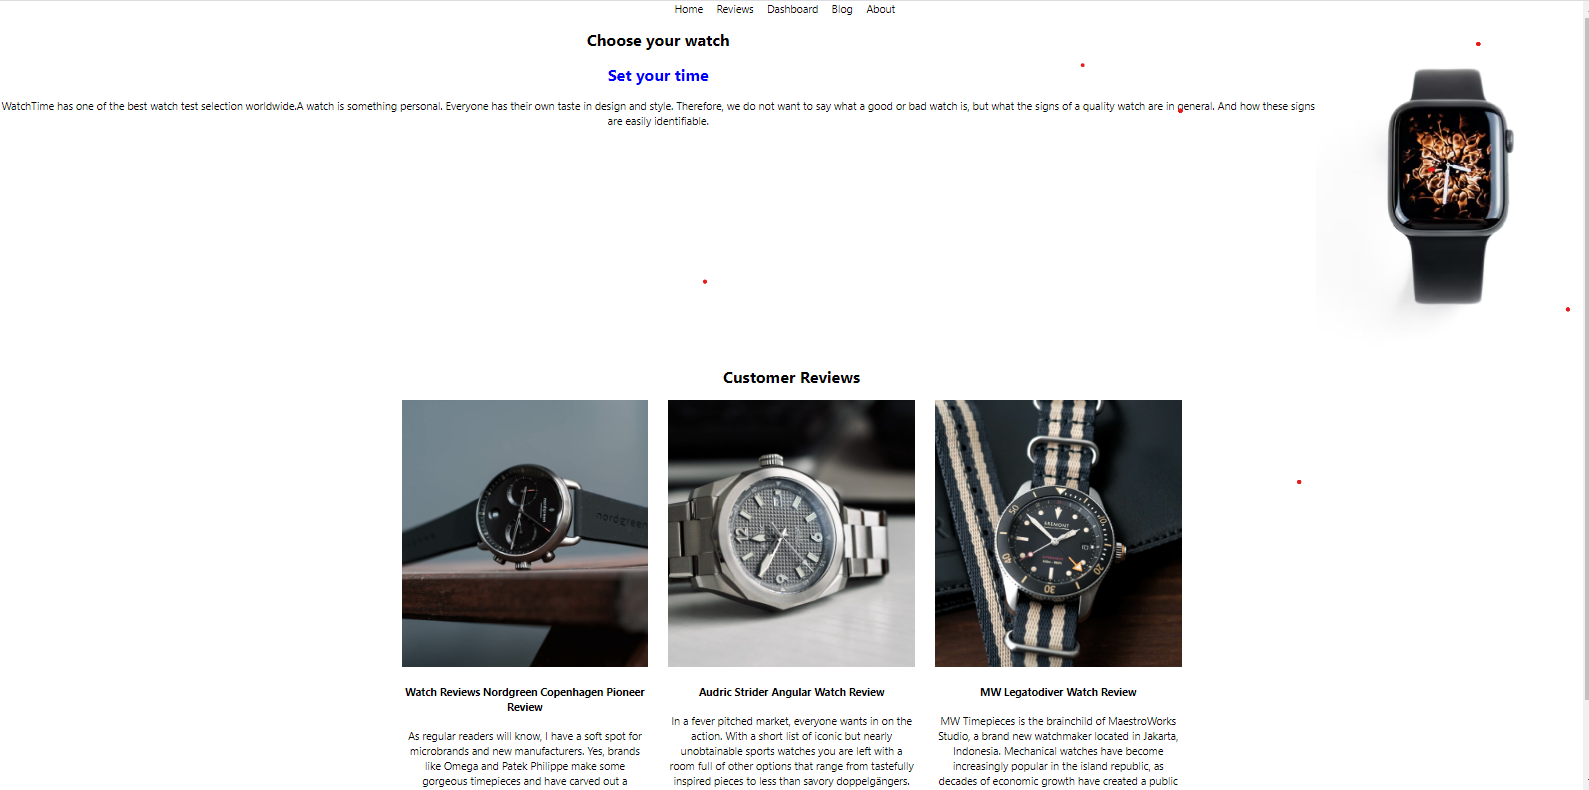 Home Reviews Dashboard Blog About
Choose your watch
Set your time
WatchTime has one of the best watch test selection worldwide.A watch is something personal. Everyone has their own taste in design and style. Therefore, we do not want to say what a good or bad watch is, but what the signs of a quality watch are in general. And how these signs
are easily identifiable.
Customer Reviews
nordgreen
BREMONT
Watch Reviews Nordgreen Copenhagen Pioneer
Review
As regular readers will know, I have a soft spot for
microbrands and new manufacturers. Yes, brands
like Omega and Patek Philippe make some
gorgeous timepieces and have carved out a
Audric Strider Angular Watch Review
In a fever pitched market, everyone wants in on the
action. With a short list of iconic but nearly
unobtainable sports watches you are left with a
room full of other options that range from tastefully
inspired pieces to less than savory doppelgängers.
MW Legatodiver Watch Review
MW Timepieces is the brainchild of MaestroWorks
Studio, a brand new watchmaker located in Jakarta,
Indonesia. Mechanical watches have become
increasingly popular in the island republic, as
decades of economic growth have created a public